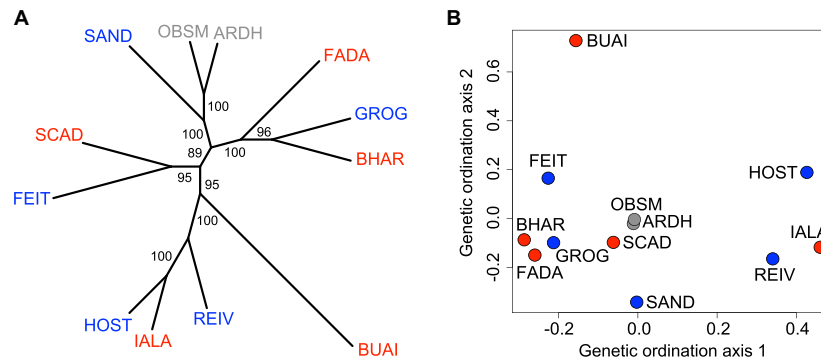 A
SAND
OBSM
ARDH
FADA
GROG
BHAR
SCAD
FEIT
100
100
89
100
96
95
95
100
100
HOST
IALA
REIV
BUAI
B
Genetic ordination axis 2
0.6
0.4
0.2
0.0
-0.2
BUAI
FEIT
HOST
OBSM
ARDH
BHAR
GROG
SCAD
FADA
IALA
REIV
SAND
-0.2
0.0
0.2
0.4
Genetic ordination axis 1